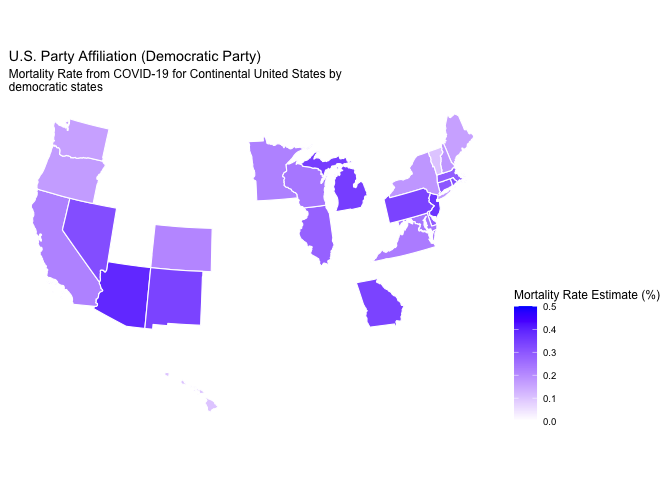 U.S. Party Affiliation (Democratic Party)
Mortality Rate from COVID-19 for Continental United States by
democratic states
Mortality Rate Estimate (%)
0.5
0.4
0.3
0.2
0.1
0.0